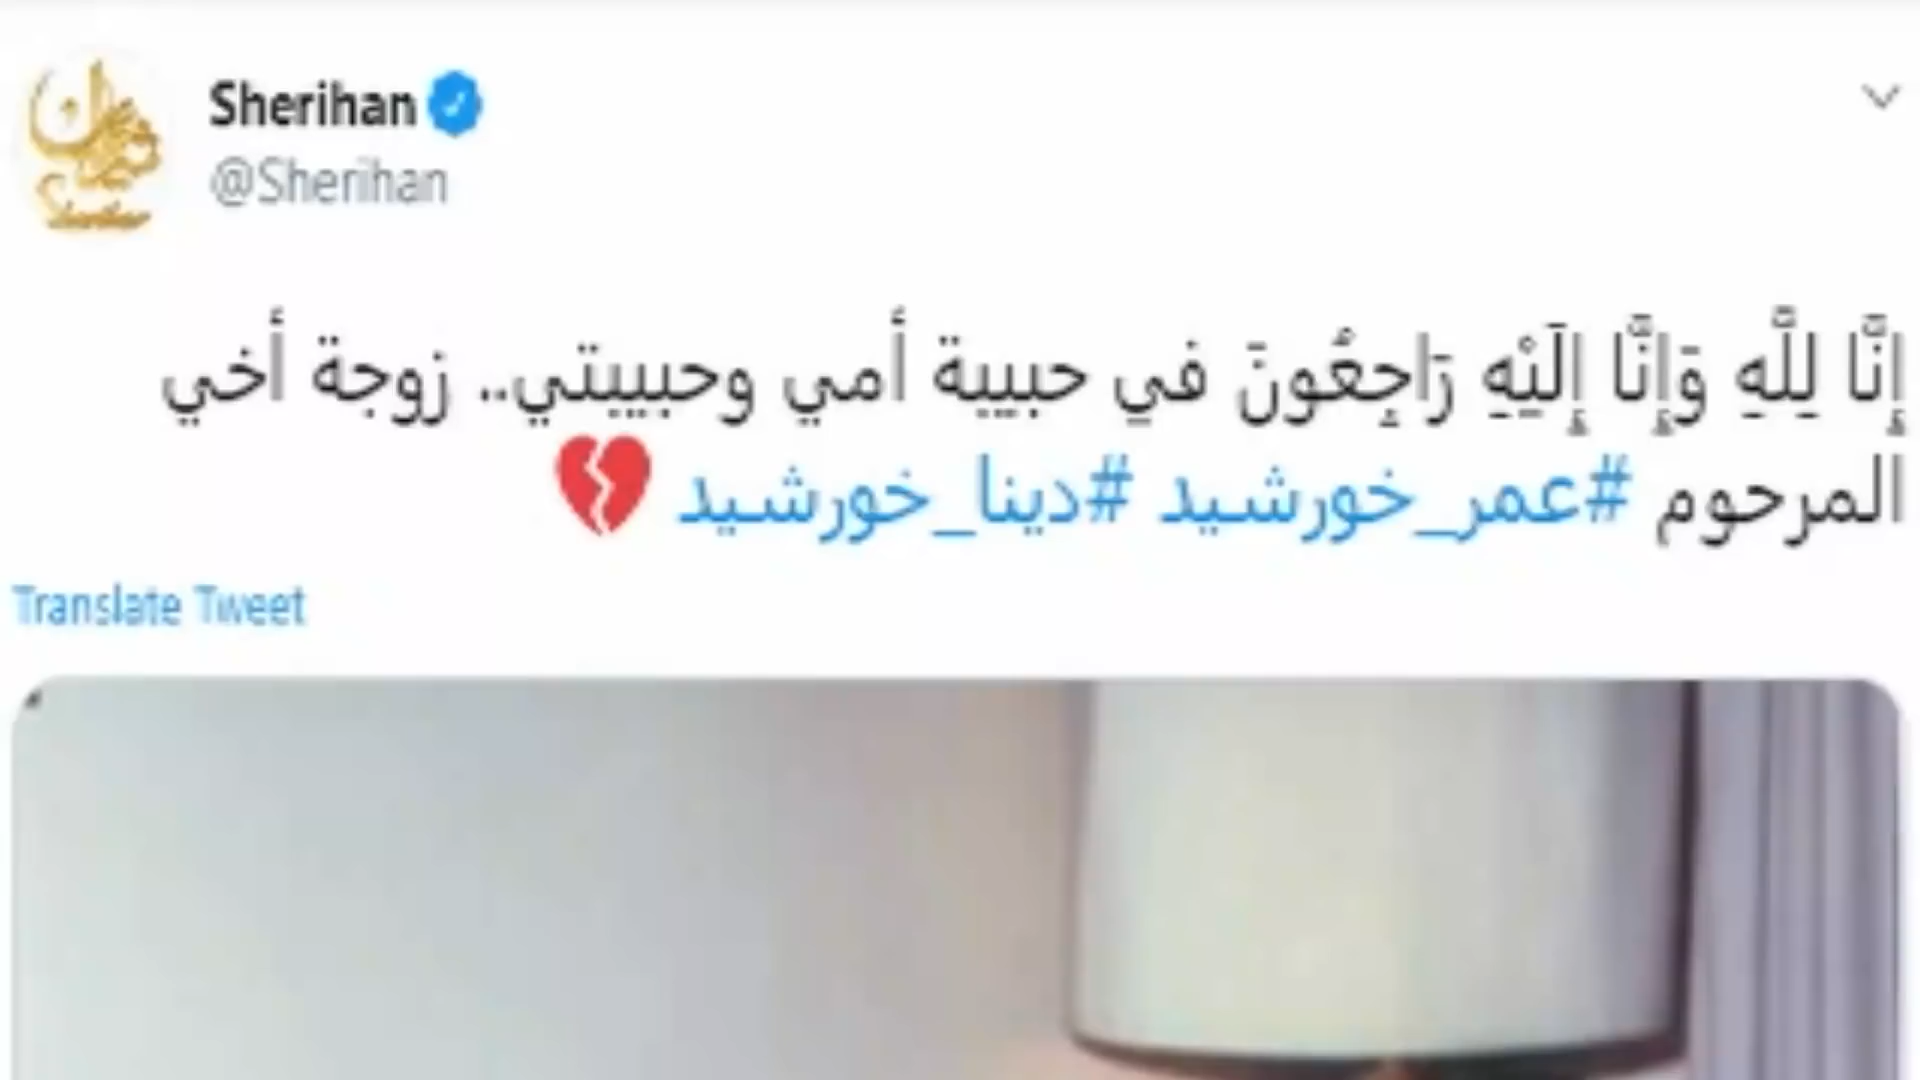 Sherihan
@Sherihan
إِنَّا لِلَّهِ وَإِنَّا إِلَيْهِ رَاجِعُونَ في حبيبة أمي وحبيبتي.. زوجة أخي
المرحوم #عمر_خورشيد #دينا_خورشيد 💔
Translate Tweet